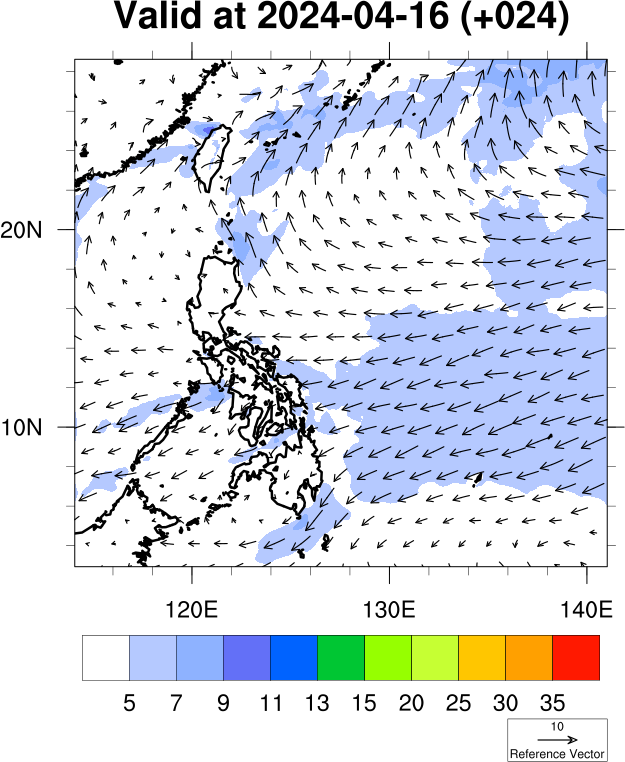 Valid at 2024-04-16 (+024)
20N
10N
120E 130E 140E
5 7 9 11 13 15 20 25 30 35
10
Reference Vector